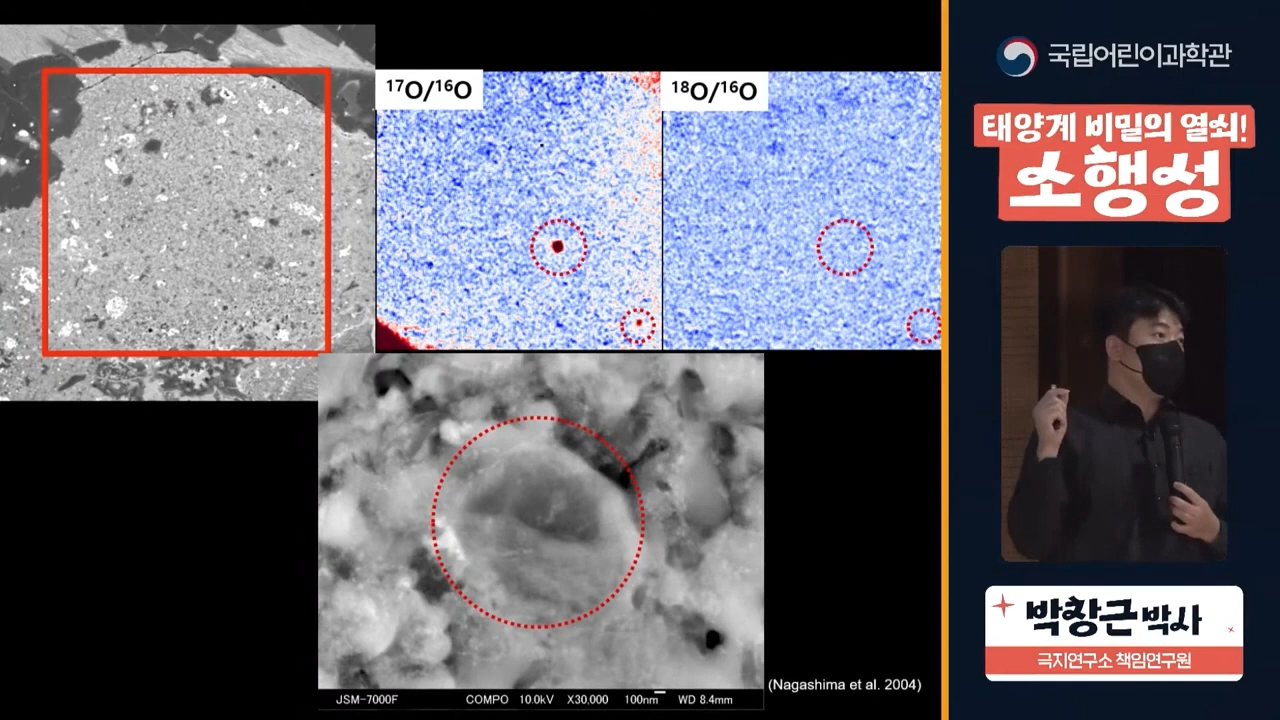 ¹⁷O/¹⁶O
¹⁸O/¹⁶O
JSM-7000F COMPO 10.0kV X30,000 100nm WD 8.4mm
(Nagashima et al. 2004)
국립어린이과학관
태양계 비밀의 열쇠!
소행성
박창근 박사
극지연구소 책임연구원